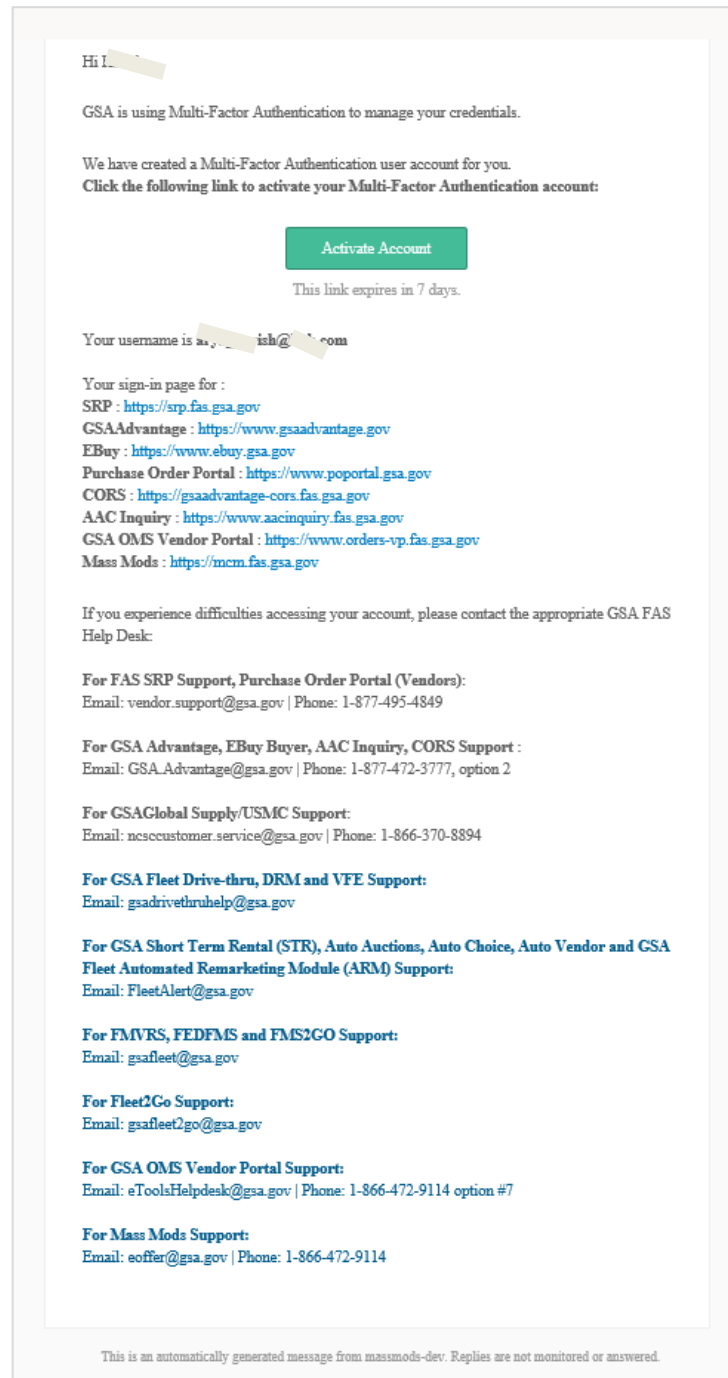 Hi
GSA is using Multi-Factor Authentication to manage your credentials.
We have created a Multi-Factor Authentication user account for you.
Click the following link to activate your Multi-Factor Authentication account:
Activate Account
This link expires in 7 days.
Your username is
Your sign-in page for :
SRP : https://srp.fas.gsa.gov
GSAAdvantage : https://www.gsaadvantage.gov
EBuy : https://www.ebuy.gsa.gov
Purchase Order Portal : https://www.poportal.gsa.gov
CORS : https://gsaadvantage-cors.fas.gsa.gov
AAC Inquiry : https://www.aacinquiry.fas.gsa.gov
GSA OMS Vendor Portal : https://www.orders-vp.fas.gsa.gov
Mass Mods : https://mcm.fas.gsa.gov
If you experience difficulties accessing your account, please contact the appropriate GSA FAS
Help Desk:
For FAS SRP Support, Purchase Order Portal (Vendors):
Email: vendor.support@gsa.gov | Phone: 1-877-495-4849
For GSA Advantage, EBuy Buyer, AAC Inquiry, CORS Support :
Email: GSA.Advantage@gsa.gov | Phone: 1-877-472-3777, option 2
For GSAGlobal Supply/USMC Support:
Email: ncsccustomer.service@gsa.gov | Phone: 1-866-370-8894
For GSA Fleet Drive-thru, DRM and VFE Support:
Email: gsadrivethruhelp@gsa.gov
For GSA Short Term Rental (STR), Auto Auctions, Auto Choice, Auto Vendor and GSA
Fleet Automated Remarketing Module (ARM) Support:
Email: FleetAlert@gsa.gov
For FMVRS, FEDFMS and FMS2GO Support:
Email: gsafleet@gsa.gov
For Fleet2Go Support:
Email: gsafleet2go@gsa.gov
For GSA OMS Vendor Portal Support:
Email: eToolsHelpdesk@gsa.gov | Phone: 1-866-472-9114 option #7
For Mass Mods Support:
Email: eoffer@gsa.gov | Phone: 1-866-472-9114
This is an automatically generated message from massmods-dev. Replies are not monitored or answered.